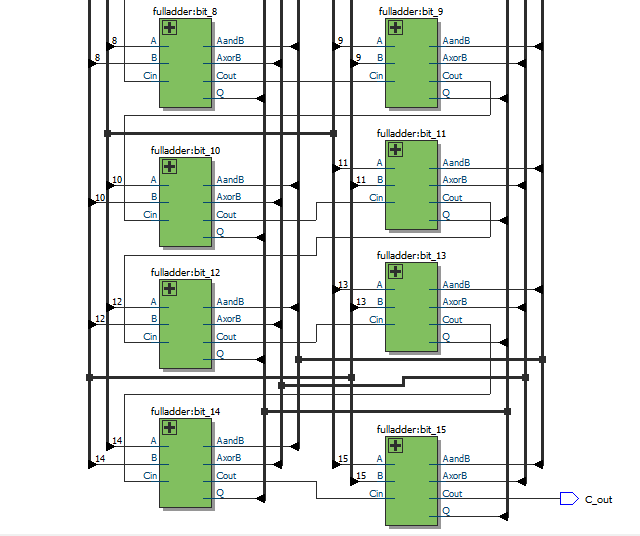 fulladder:bit_8
8 A AandB
8 B AxorB
Cin Cout
Q
fulladder:bit_9
9 A AandB
9 B AxorB
Cin Cout
Q
fulladder:bit_10
10 A AandB
10 B AxorB
Cin Cout
Q
fulladder:bit_11
11 A AandB
11 B AxorB
Cin Cout
Q
fulladder:bit_12
12 A AandB
12 B AxorB
Cin Cout
Q
fulladder:bit_13
13 A AandB
13 B AxorB
Cin Cout
Q
fulladder:bit_14
14 A AandB
14 B AxorB
Cin Cout
Q
fulladder:bit_15
15 A AandB
15 B AxorB
Cin Cout
Q
C_out